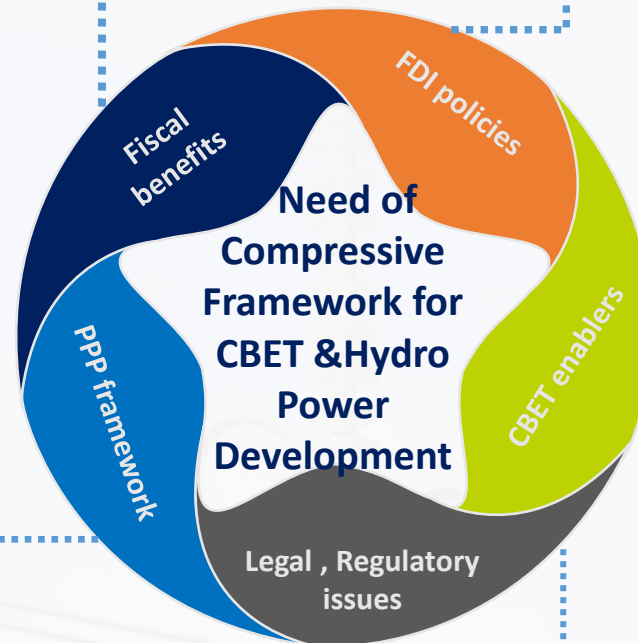 Fiscal
benefits
FDI policies
Need of
Compressive
Framework for
CBET &Hydro
Power
Development
CBET enablers
PPP framework
Legal , Regulatory
issues